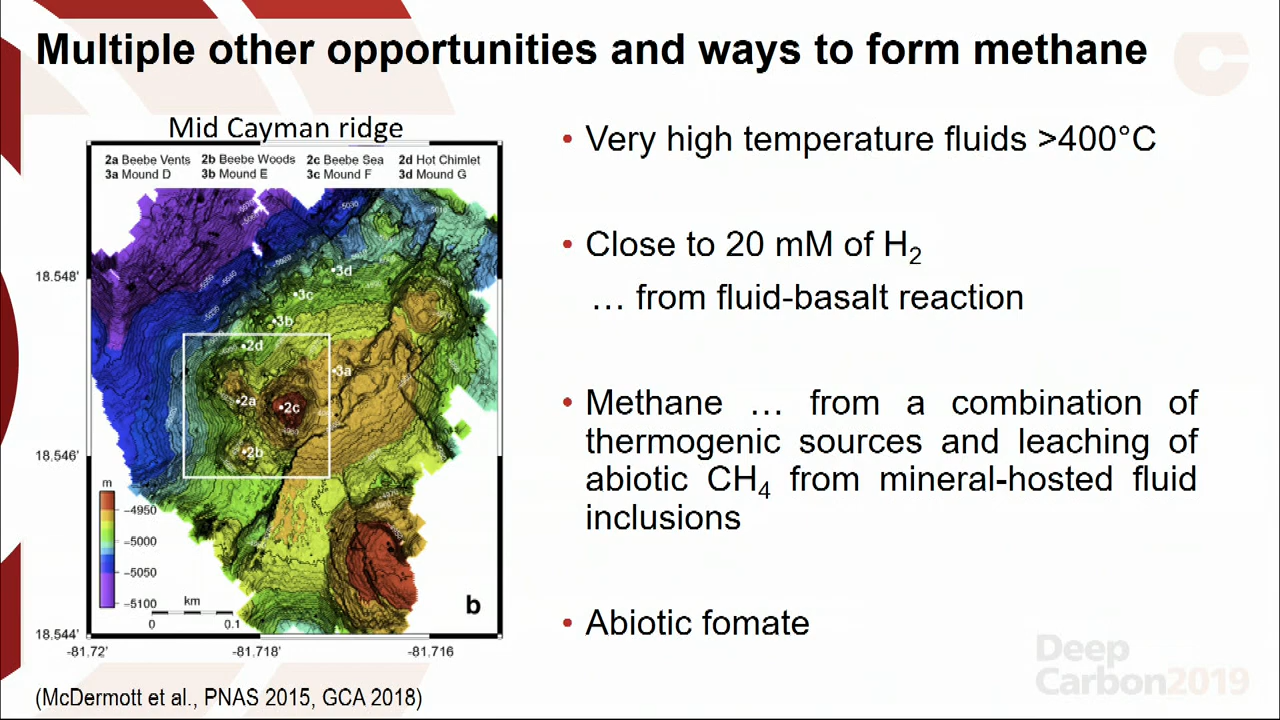 Multiple other opportunities and ways to form methane
Mid Cayman ridge
2a Beebe Vents 2b Beebe Woods 2c Beebe Sea 2d Hot Chimlet
3a Mound D 3b Mound E 3c Mound F 3d Mound G
18.548'
18.546'
18.544'
-81,72'
-81,718'
-81,716
3d
3c
3b
2d
3a
2a
2c
2b
m
−4950
−5000
−5050
−5100
km
0 0.1
b
• Very high temperature fluids >400°C
• Close to 20 mM of H₂
… from fluid-basalt reaction
• Methane … from a combination of
thermogenic sources and leaching of
abiotic CH₄ from mineral-hosted fluid
inclusions
• Abiotic fomate
(McDermott et al., PNAS 2015, GCA 2018)
Deep
Carbon2019